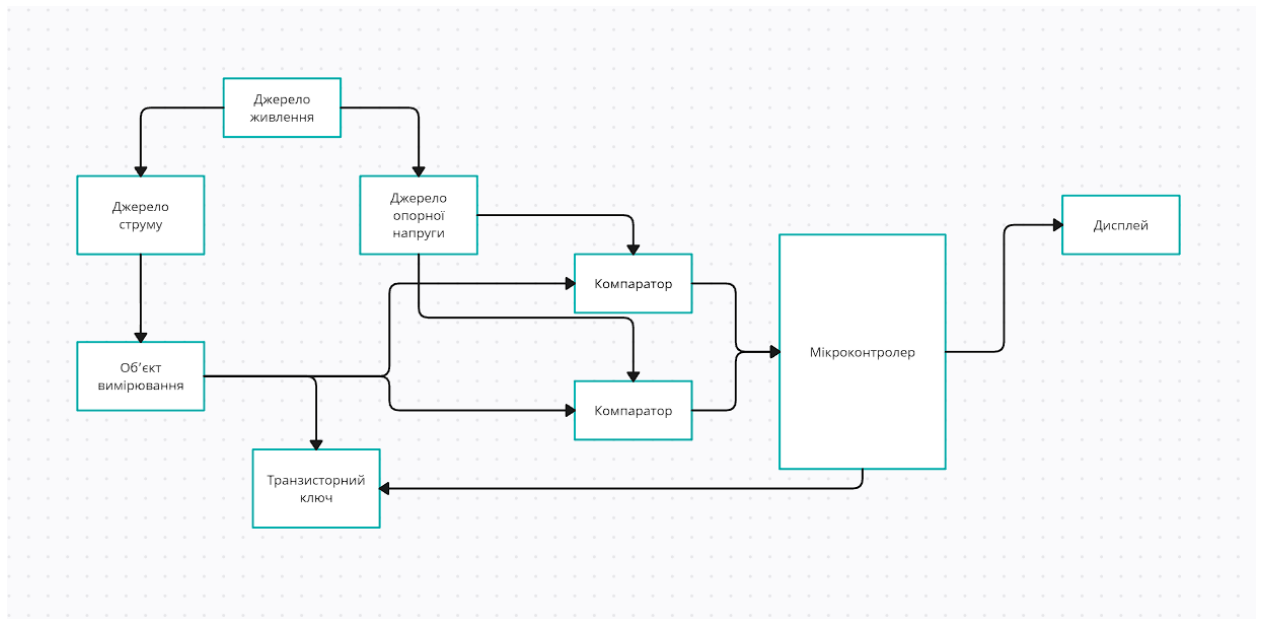 Джерело
живлення
Джерело
струму
Джерело
опорної
напруги
Дисплей
Компаратор
Мікроконтролер
Об’єкт
вимірювання
Компаратор
Транзисторний
ключ